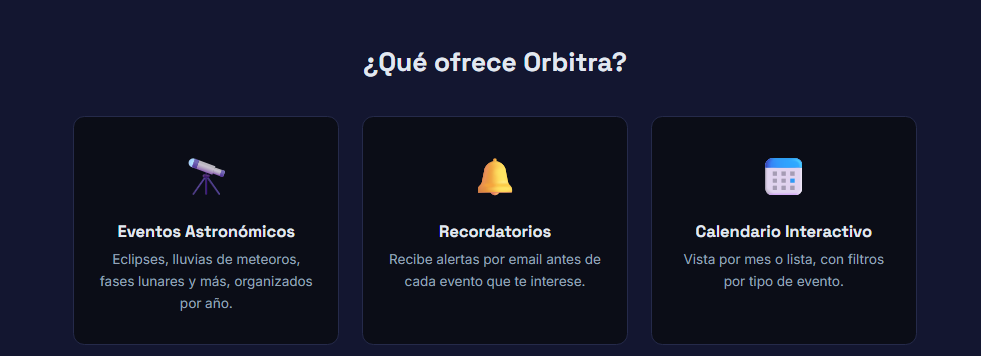 ¿Qué ofrece Orbitra?
Eventos Astronómicos
Eclipses, lluvias de meteoros,
fases lunares y más, organizados
por año.
Recordatorios
Recibe alertas por email antes de
cada evento que te interese.
Calendario Interactivo
Vista por mes o lista, con filtros
por tipo de evento.